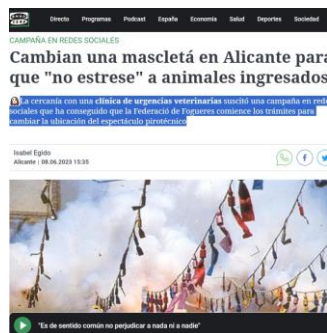 Directo Programas Podcast España Economía Salud Deportes Sociedad
CAMPAÑA EN REDES SOCIALES
Cambian una mascletá en Alicante para
que "no estrese" a animales ingresados
La cercanía con una clínica de urgencias veterinarias suscitó una campaña en rede
sociales que ha conseguido que la Federació de Fogueres comience los trámites para
cambiar la ubicación del espectáculo pirotécnico
Isabel Egido
Alicante | 08.06.2023 15:35
"Es de sentido común no perjudicar a nada ni a nadie"